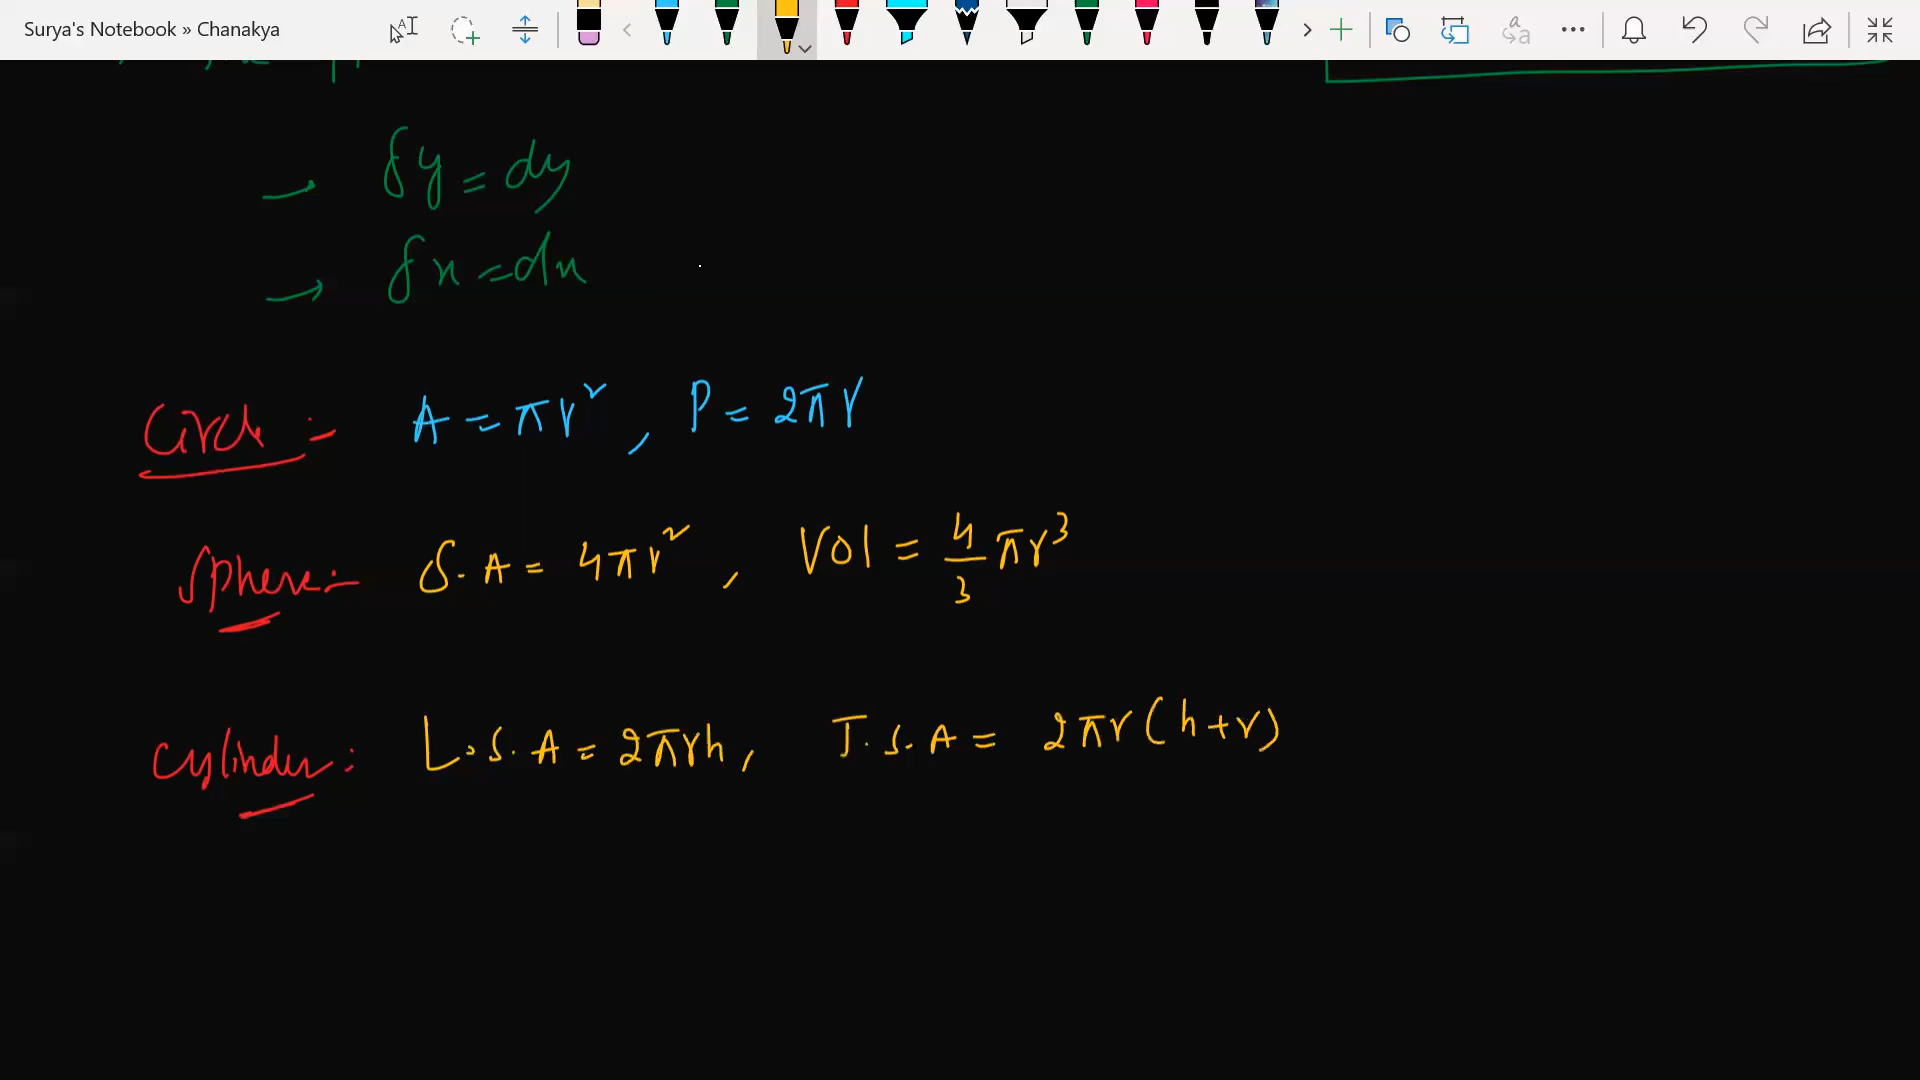 Surya's Notebook » Chanakya
→ δy = dy
→ δx = dx
Circle :- A = πr² , P = 2πr
Sphere :- S.A = 4πr² , Vol = 4/3 πr³
Cylinder : L.S.A = 2πrh , T.S.A = 2πr(h+r)